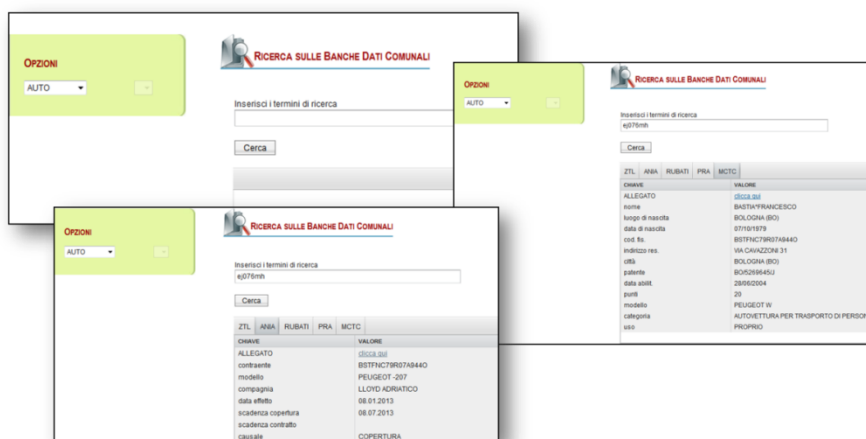 OPZIONI
AUTO
RICERCA SULLE BANCHE DATI COMUNALI
Inserisci i termini di ricerca
Cerca
OPZIONI
AUTO
RICERCA SULLE BANCHE DATI COMUNALI
Inserisci i termini di ricerca
ej076mh
Cerca
ZTL ANIA RUBATI PRA MCTC
CHIAVE VALORE
ALLEGATO clicca qui
nome BASTIA*FRANCESCO
luogo di nascita BOLOGNA (BO)
data di nascita 07/10/1979
cod. fis. BSTFNC79R07A944O
indirizzo res. VIA CAVAZZONI 31
città BOLOGNA (BO)
patente BO/5269645U
data abilit. 28/06/2004
punti 20
modello PEUGEOT W
categoria AUTOVETTURA PER TRASPORTO DI PERSON
uso PROPRIO
OPZIONI
AUTO
RICERCA SULLE BANCHE DATI COMUNALI
Inserisci i termini di ricerca
ej076mh
Cerca
ZTL ANIA RUBATI PRA MCTC
CHIAVE VALORE
ALLEGATO clicca qui
contraente BSTFNC79R07A944O
modello PEUGEOT -207
compagnia LLOYD ADRIATICO
data effetto 08.01.2013
scadenza copertura 08.07.2013
scadenza contratto
causale COPERTURA